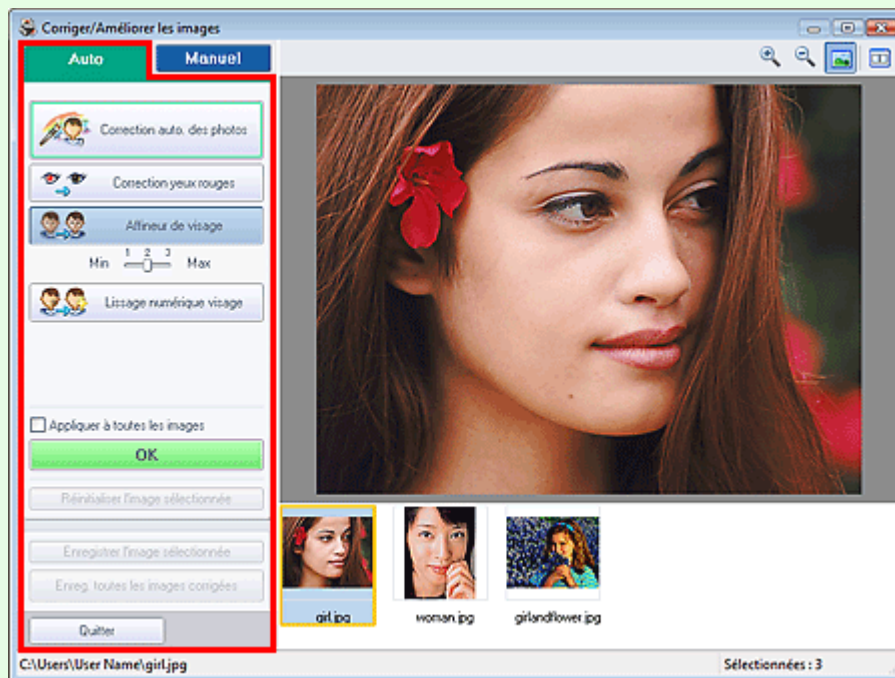 Corriger/Améliorer les images
Auto
Manuel
Correction auto. des photos
Correction yeux rouges
Affineur de visage
1 2 3
Min Max
Lissage numérique visage
Appliquer à toutes les images
OK
Réinitialiser l'image sélectionnée
Enregistrer l'image sélectionnée
Enreg. toutes les images corrigées
Quitter
girl.jpg
woman.jpg
girlandflower.jpg
C:\Users\User Name\girl.jpg
Sélectionnées : 3